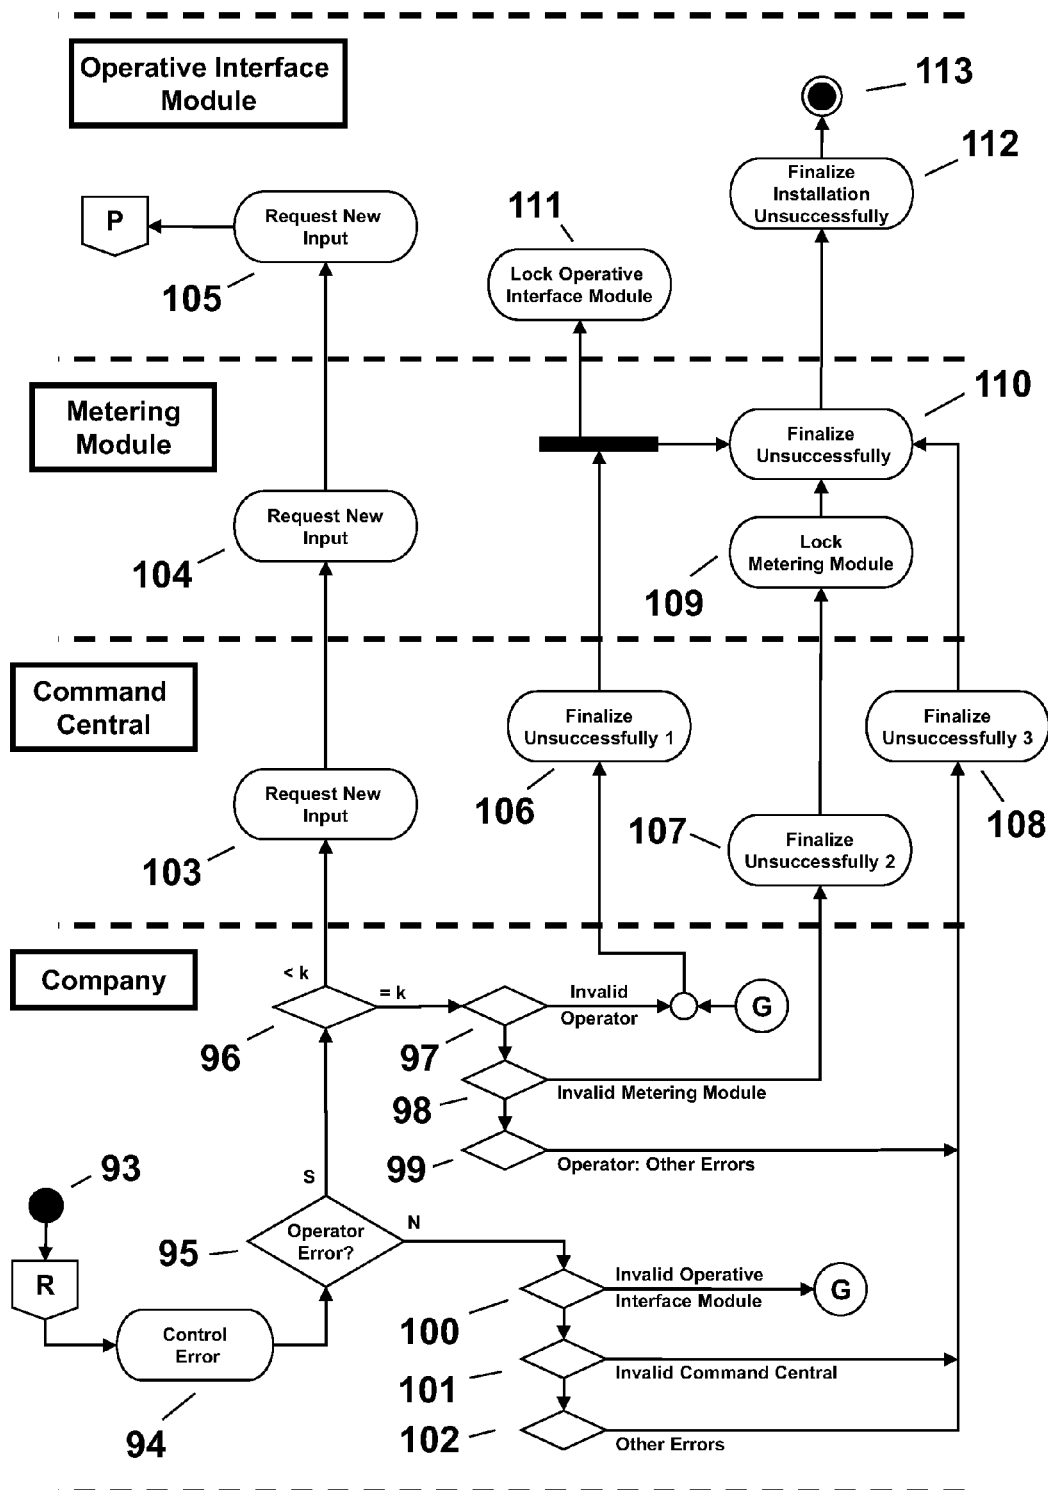 Operative Interface
Module
113
Finalize
Installation
Unsuccessfully
112
P
Request New
Input
105
111
Lock Operative
Interface Module
Metering
Module
110
Finalize
Unsuccessfully
Request New
Input
104
Lock
Metering Module
109
Command
Central
Finalize
Unsuccessfully 1
106
Finalize
Unsuccessfully 3
108
Request New
Input
103
107
Finalize
Unsuccessfully 2
Company
< k
= k
96
97
Invalid
Operator
G
98
Invalid Metering Module
99
Operator: Other Errors
93
R
S
N
95
Operator
Error?
Control
Error
94
100
Invalid Operative
Interface Module
G
101
Invalid Command Central
102
Other Errors